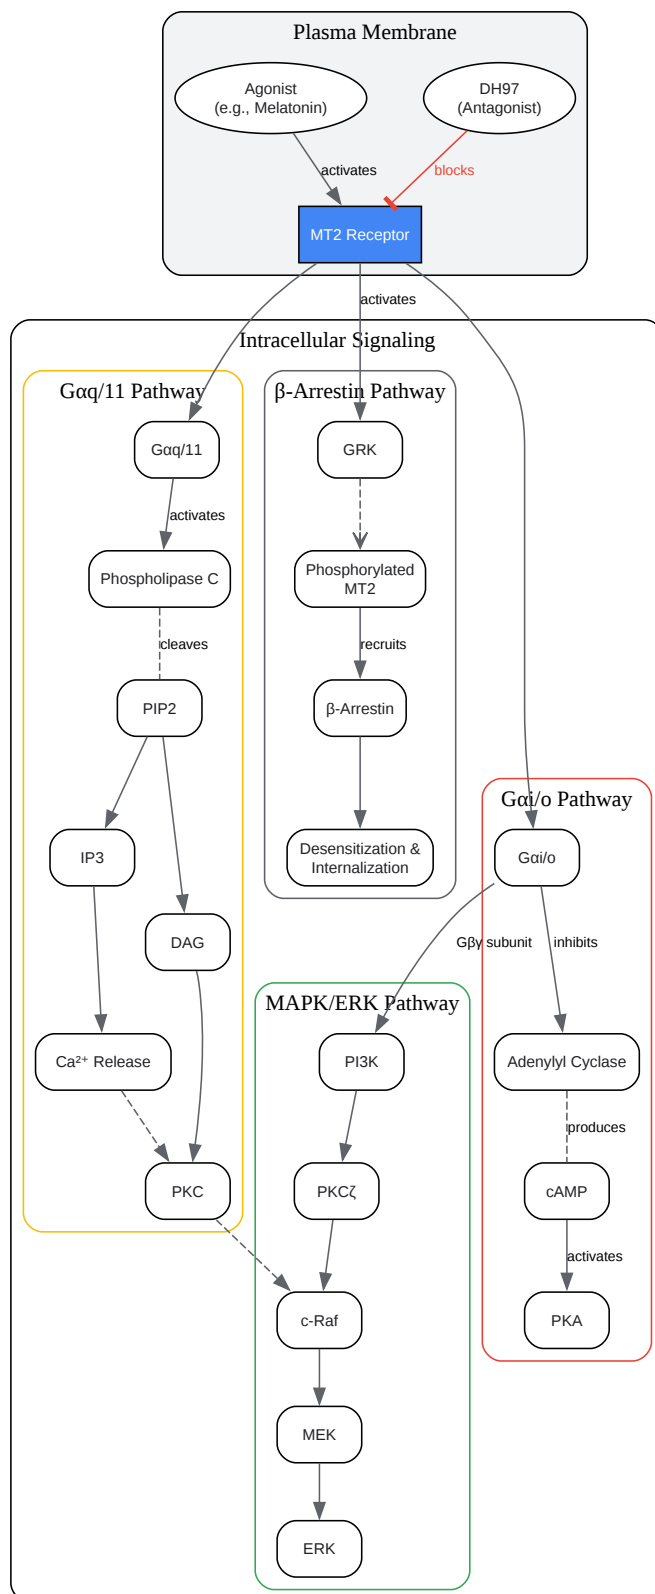 Plasma Membrane
Agonist
(e.g., Melatonin)
DH97
(Antagonist)
activates
blocks
MT2 Receptor
activates
Intracellular Signaling
Gαq/11 Pathway
β-Arrestin Pathway
Gαq/11
GRK
activates
Phospholipase C
Phosphorylated
MT2
cleaves
recruits
PIP2
β-Arrestin
Gαi/o Pathway
IP3
Desensitization &
Internalization
Gαi/o
DAG
Gβγ subunit
inhibits
MAPK/ERK Pathway
Ca²⁺ Release
PI3K
Adenylyl Cyclase
produces
PKC
PKCζ
cAMP
activates
c-Raf
PKA
MEK
ERK